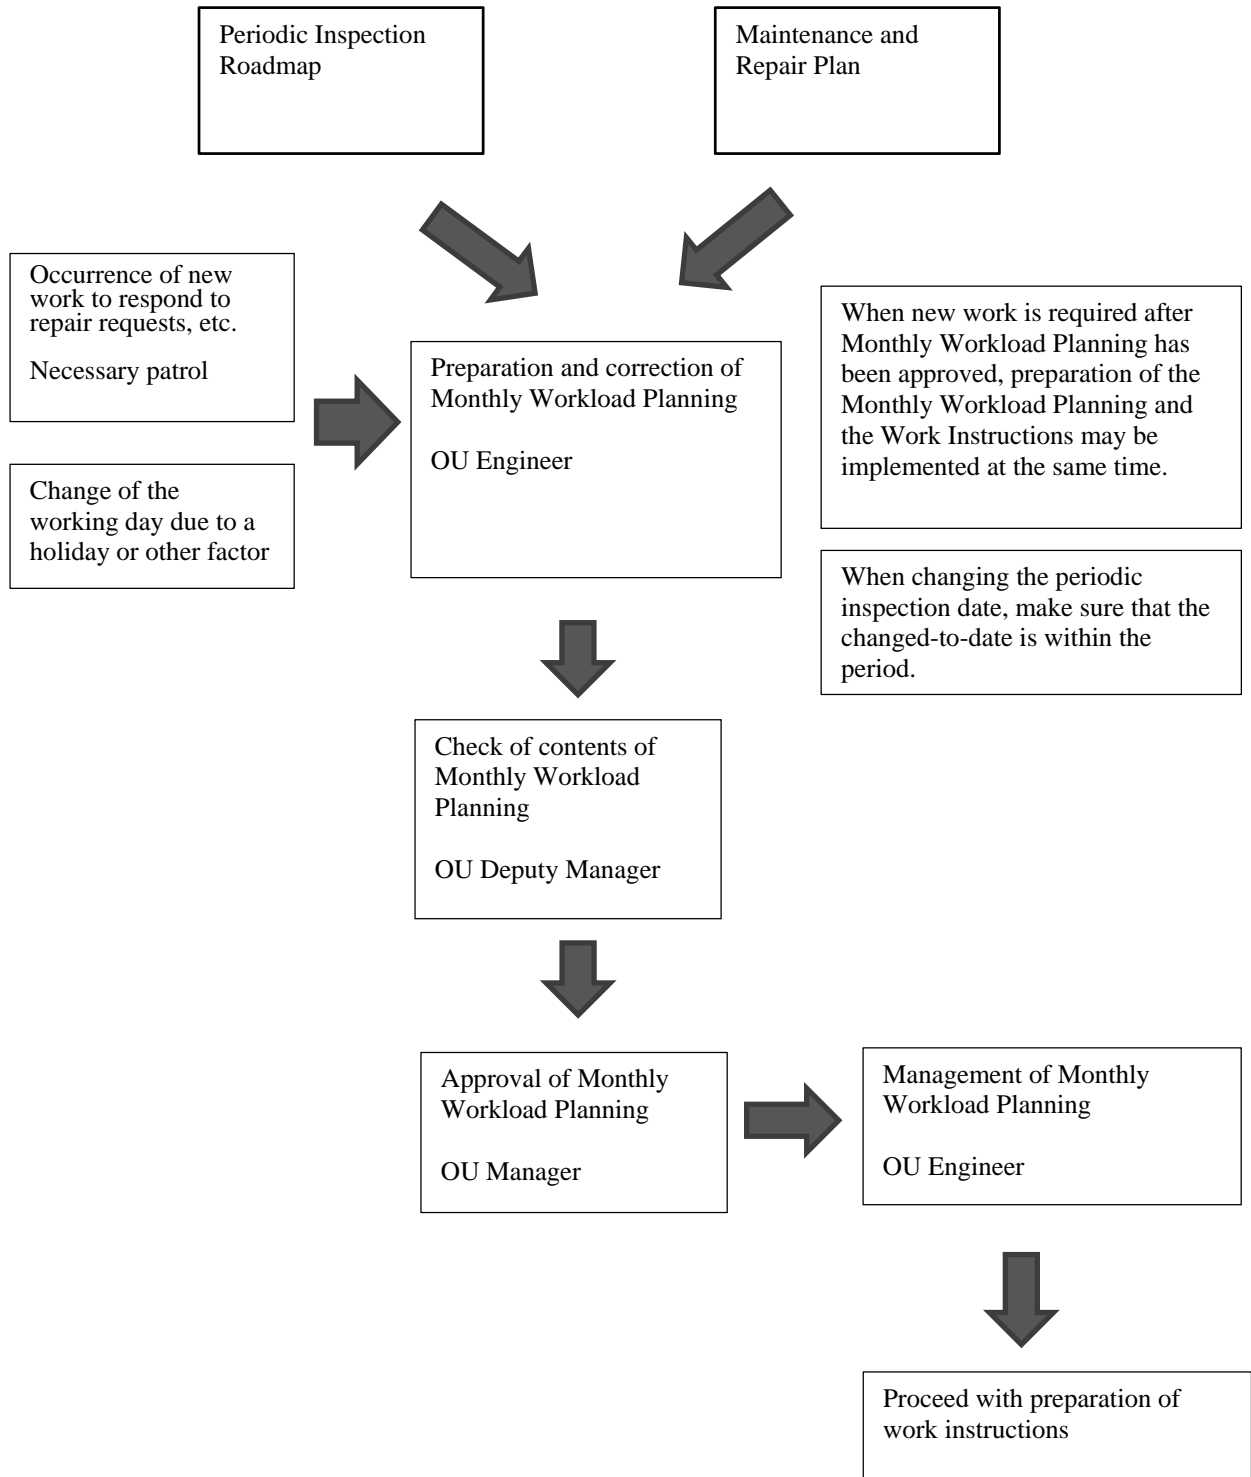 Periodic Inspection
Roadmap
Maintenance and
Repair Plan
Occurrence of new
work to respond to
repair requests, etc.
Necessary patrol
Change of the
working day due to a
holiday or other factor
Preparation and correction of
Monthly Workload Planning
OU Engineer
When new work is required after
Monthly Workload Planning has
been approved, preparation of the
Monthly Workload Planning and
the Work Instructions may be
implemented at the same time.
When changing the periodic
inspection date, make sure that the
changed-to-date is within the
period.
Check of contents of
Monthly Workload
Planning
OU Deputy Manager
Approval of Monthly
Workload Planning
OU Manager
Management of Monthly
Workload Planning
OU Engineer
Proceed with preparation of
work instructions